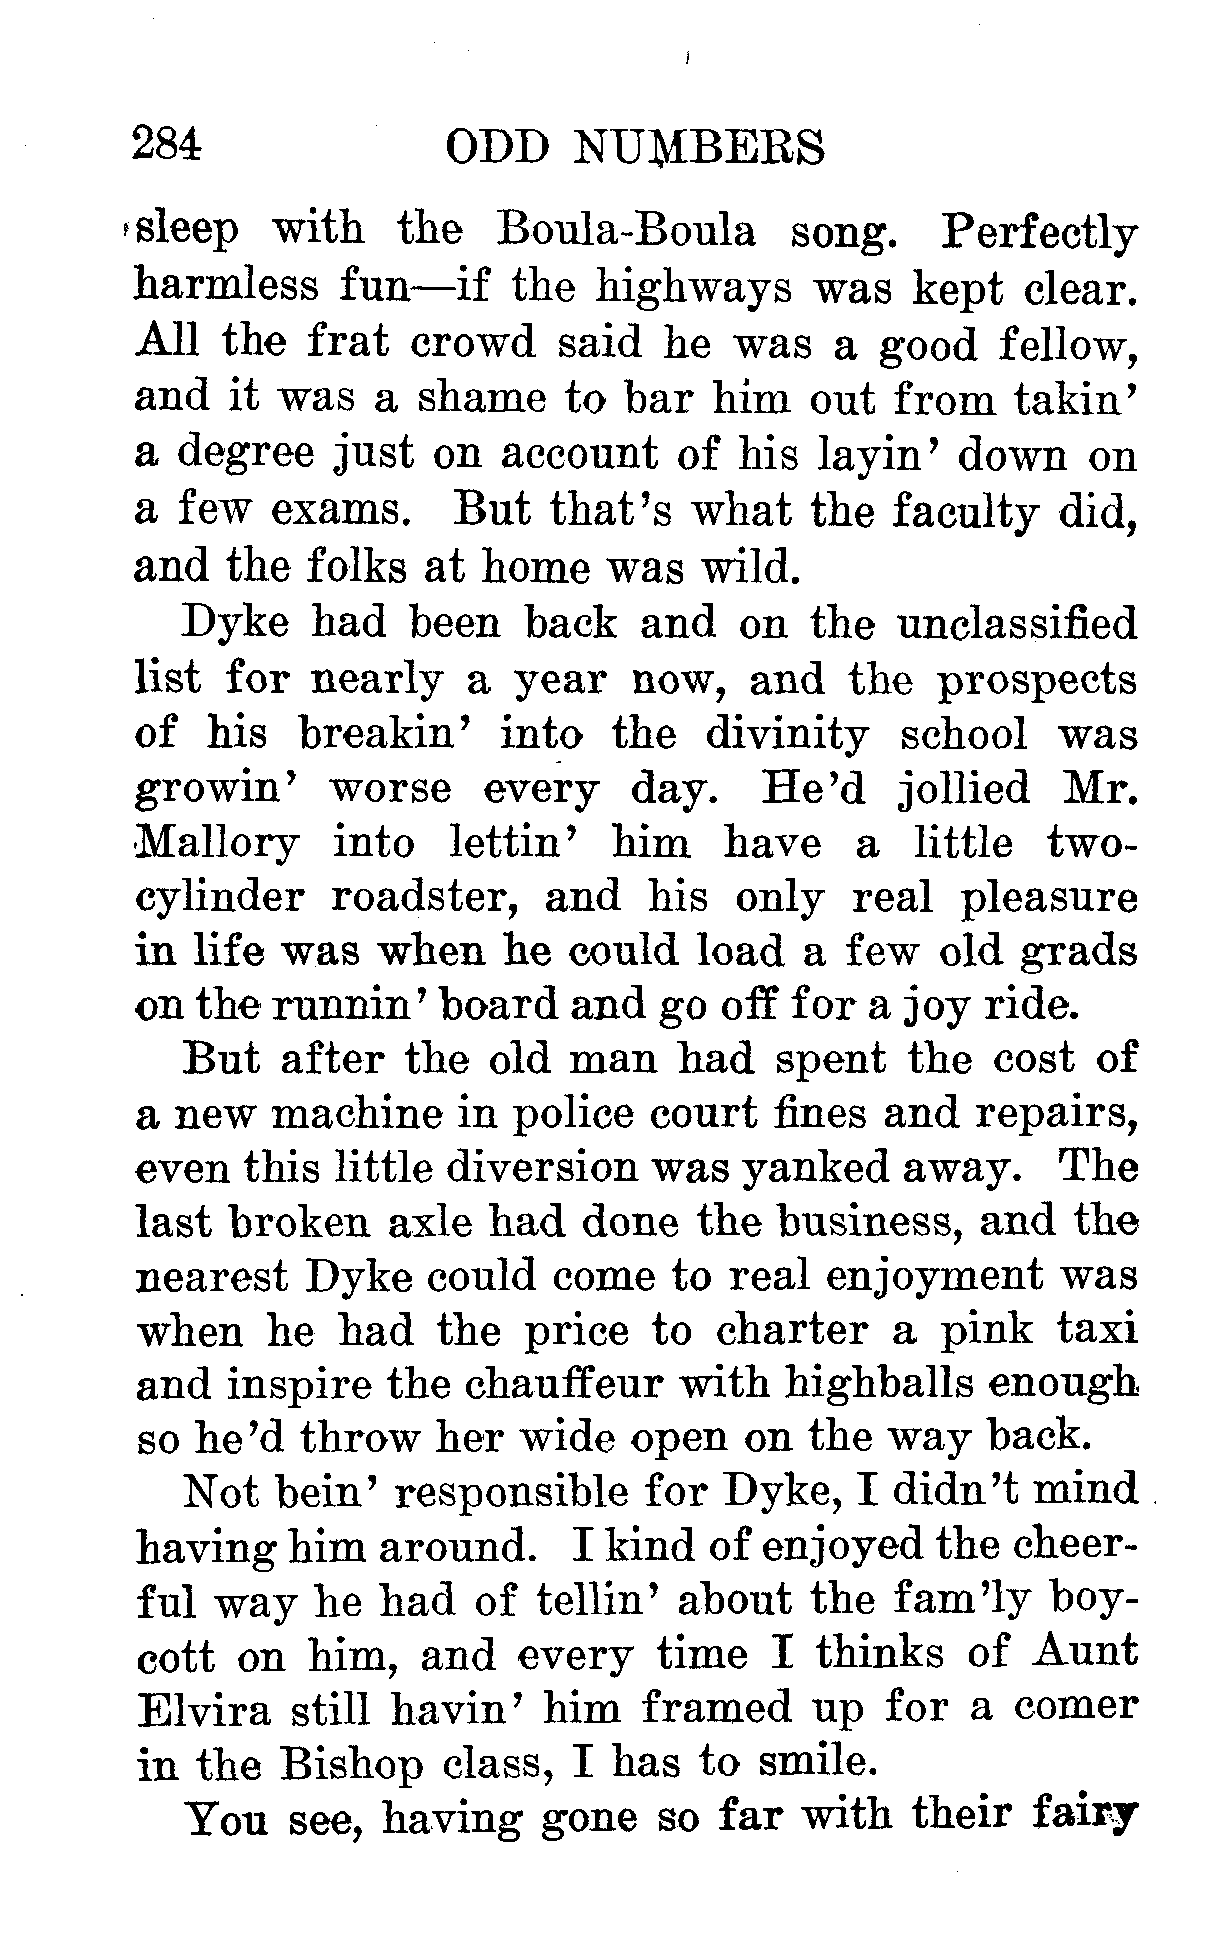 284 ODD NUMBERS
sleep with the Boula-Boula song. Perfectly
harmless fun—if the highways was kept clear.
All the frat crowd said he was a good fellow,
and it was a shame to bar him out from takin'
a degree just on account of his layin' down on
a few exams. But that's what the faculty did,
and the folks at home was wild.
Dyke had been back and on the unclassified
list for nearly a year now, and the prospects
of his breakin' into the divinity school was
growin' worse every day. He'd jollied Mr.
Mallory into lettin' him have a little two-
cylinder roadster, and his only real pleasure
in life was when he could load a few old grads
on the runnin' board and go off for a joy ride.
But after the old man had spent the cost of
a new machine in police court fines and repairs,
even this little diversion was yanked away. The
last broken axle had done the business, and the
nearest Dyke could come to real enjoyment was
when he had the price to charter a pink taxi
and inspire the chauffeur with highballs enough
so he'd throw her wide open on the way back.
Not bein' responsible for Dyke, I didn't mind
having him around. I kind of enjoyed the cheer-
ful way he had of tellin' about the fam'ly boy-
cott on him, and every time I thinks of Aunt
Elvira still havin' him framed up for a comer
in the Bishop class, I has to smile.
You see, having gone so far with their fairy